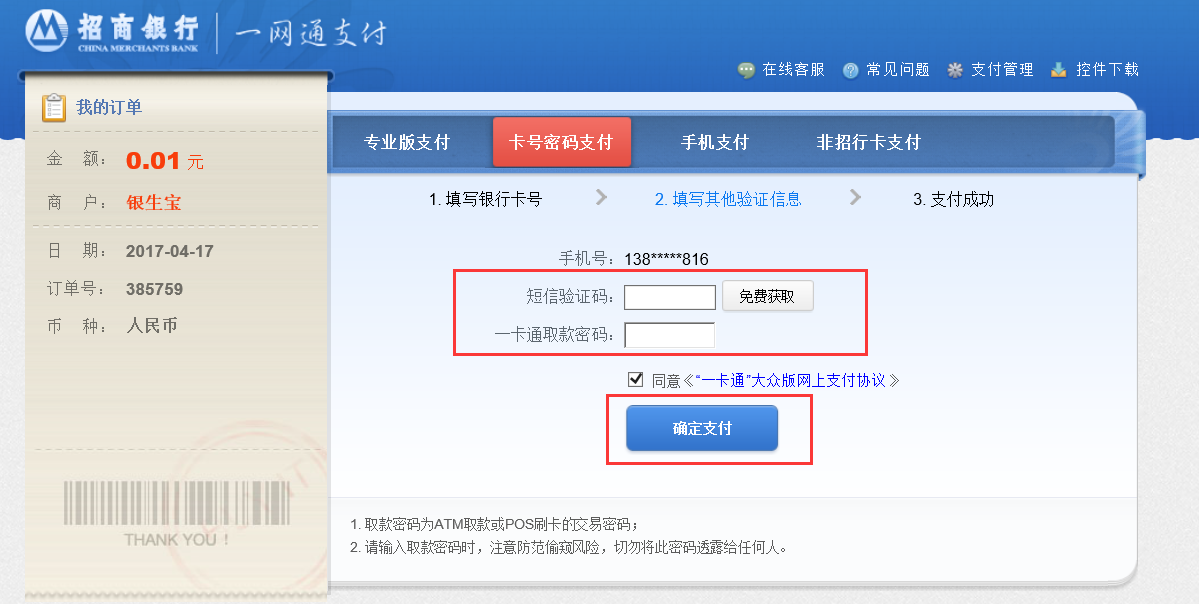 招商银行
CHINA MERCHANTS BANK
一网通支付
在线客服 常见问题 支付管理 控件下载
我的订单
金 额： 0.01 元
商 户： 银生宝
日 期： 2017-04-17
订单号： 385759
币 种： 人民币
THANK YOU !
专业版支付 卡号密码支付 手机支付 非招行卡支付
1. 填写银行卡号 2. 填写其他验证信息 3. 支付成功
手机号： 138*****816
短信验证码： 免费获取
一卡通取款密码：
同意《“一卡通”大众版网上支付协议 》
确定支付
1. 取款密码为ATM取款或POS刷卡的交易密码；
2. 请输入取款密码时，注意防范偷窥风险，切勿将此密码透露给任何人。